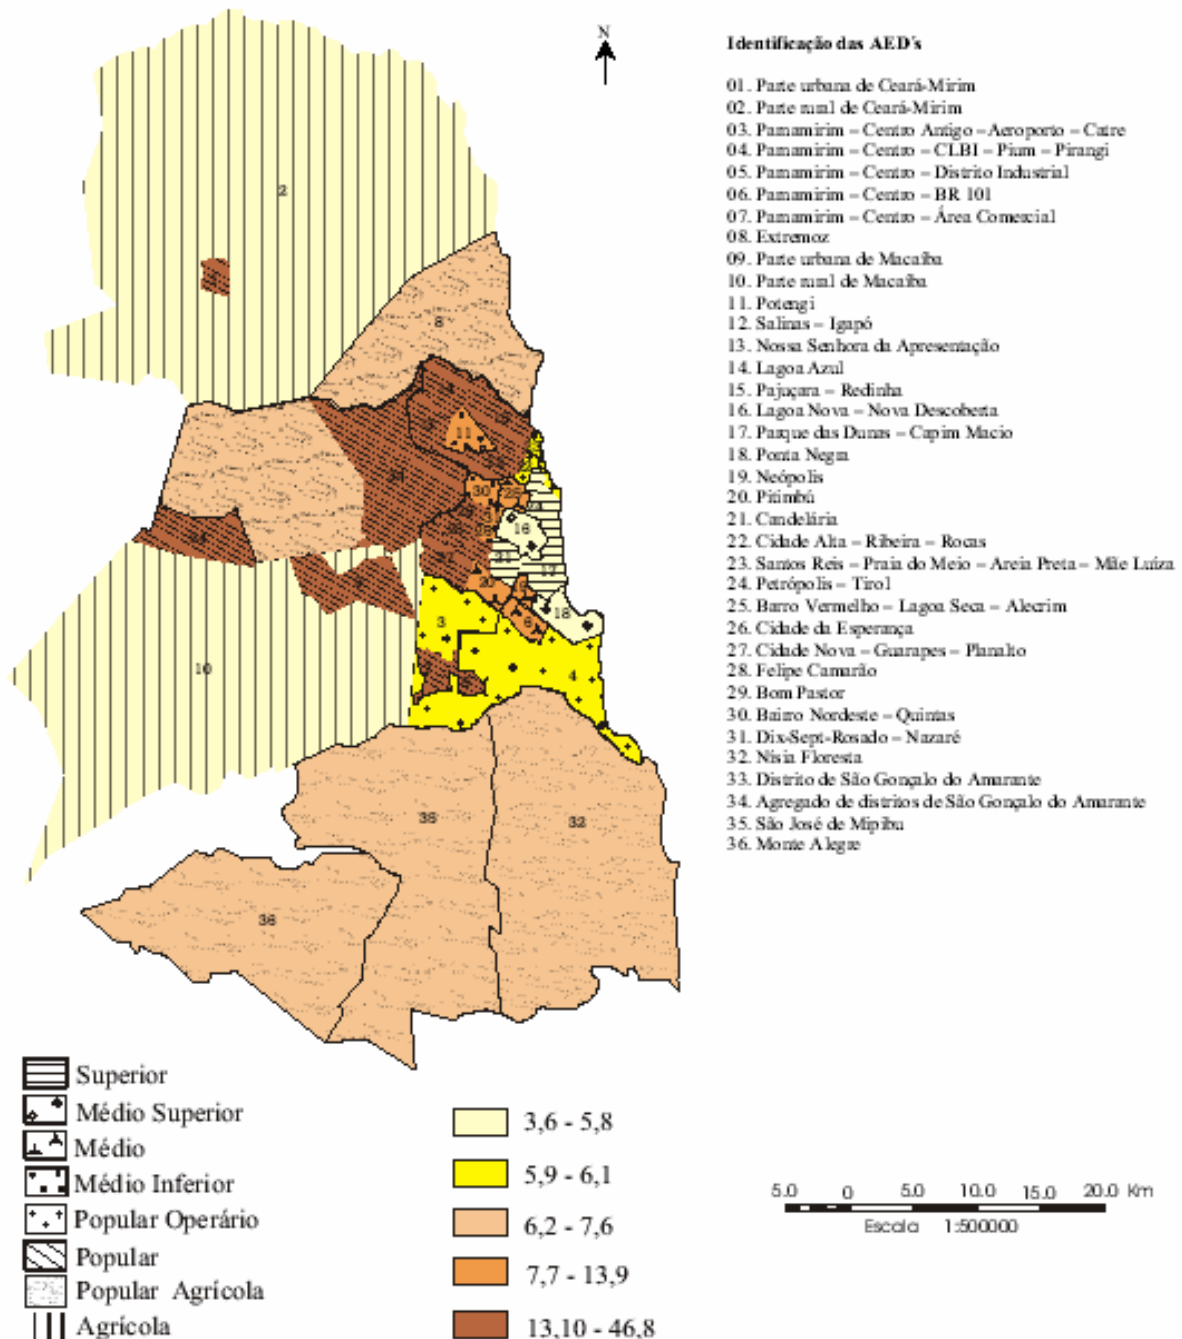 N
Identificação das AED's
01. Parte urbana de Ceará-Mirim
02. Parte rural de Ceará-Mirim
03. Parnamirim – Centro Antigo – Aeroporto – Catre
04. Parnamirim – Centro – CLBI – Pium – Pirangi
05. Parnamirim – Centro – Distrito Industrial
06. Parnamirim – Centro – BR 101
07. Parnamirim – Centro – Área Comercial
08. Extremoz
09. Parte urbana de Macaíba
10. Parte rural de Macaíba
11. Potengi
12. Salinas – Igapó
13. Nossa Senhora da Apresentação
14. Lagoa Azul
15. Pajuçara – Redinha
16. Lagoa Nova – Nova Descoberta
17. Parque das Dunas – Capim Macio
18. Ponta Negra
19. Neópolis
20. Pitimbú
21. Candelária
22. Cidade Alta – Ribeira – Rocas
23. Santos Reis – Praia do Meio – Areia Preta – Mãe Luíza
24. Petrópolis – Tirol
25. Barro Vermelho – Lagoa Seca – Alecrim
26. Cidade da Esperança
27. Cidade Nova – Guarapes – Planalto
28. Felipe Camarão
29. Bom Pastor
30. Bairro Nordeste – Quintas
31. Dix-Sept-Rosado – Nazaré
32. Nísia Floresta
33. Distrito de São Gonçalo do Amarante
34. Agregado de distritos de São Gonçalo do Amarante
35. São José de Mipibu
36. Monte Alegre
2
8
11
30
16
18
3
4
10
35
32
36
Superior
Médio Superior
Médio
Médio Inferior
Popular Operário
Popular
Popular Agrícola
Agrícola
3,6 - 5,8
5,9 - 6,1
6,2 - 7,6
7,7 - 13,9
13,10 - 46,8
5.0 0 5.0 10.0 15.0 20.0 Km
Escala 1:500000